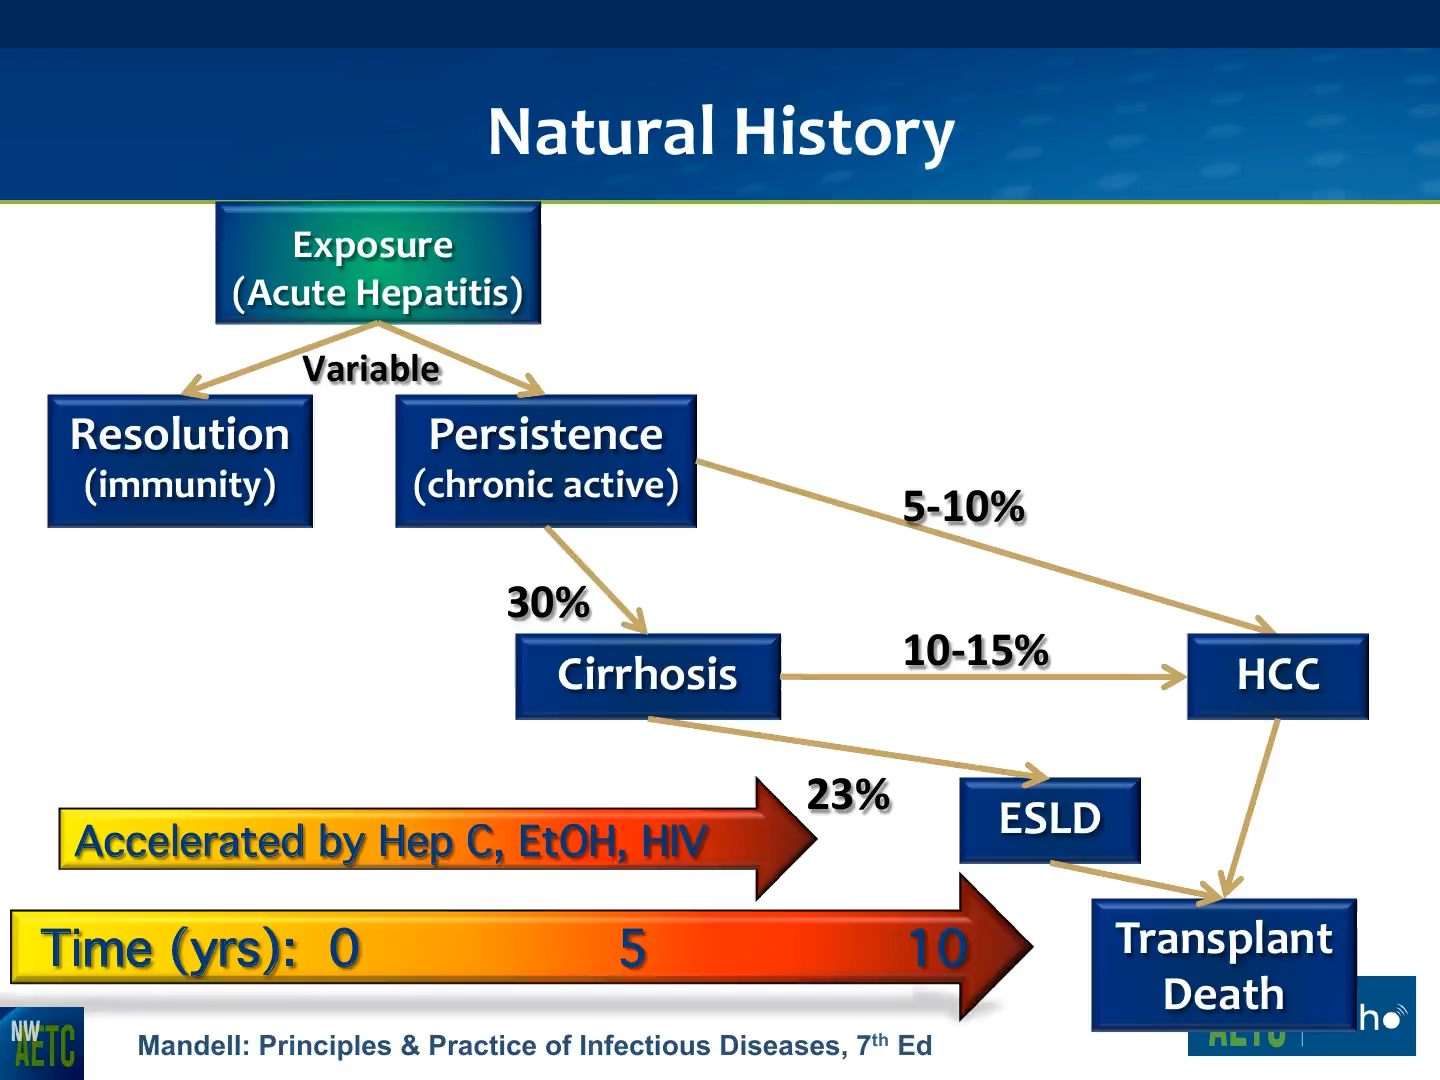 Natural History
Exposure
(Acute Hepatitis)
Variable
Resolution
(immunity)
Persistence
(chronic active)
5-10%
30%
Cirrhosis
10-15%
HCC
23%
ESLD
Accelerated by Hep C, EtOH, HIV
Time (yrs): 0 5 10
Transplant
Death
NW
AETC
Mandell: Principles & Practice of Infectious Diseases, 7th Ed
AETC